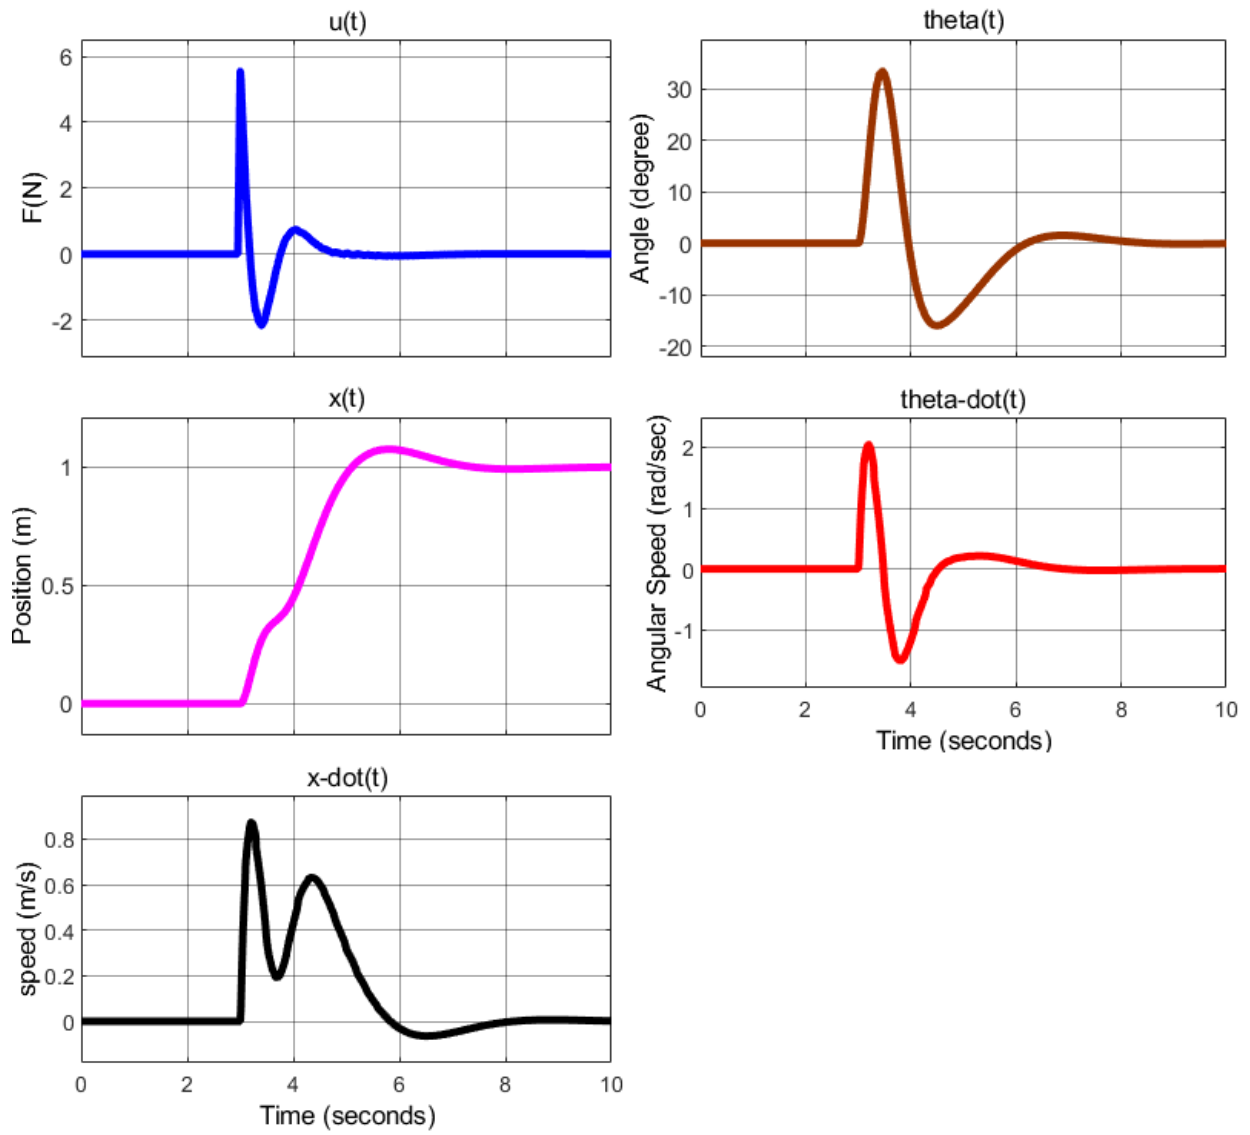 u(t)
6
4
2
0
-2
F(N)
theta(t)
30
20
10
0
-10
-20
Angle (degree)
x(t)
1
0.5
0
Position (m)
theta-dot(t)
2
1
0
-1
Angular Speed (rad/sec)
0 2 4 6 8 10
Time (seconds)
x-dot(t)
0.8
0.6
0.4
0.2
0
speed (m/s)
0 2 4 6 8 10
Time (seconds)